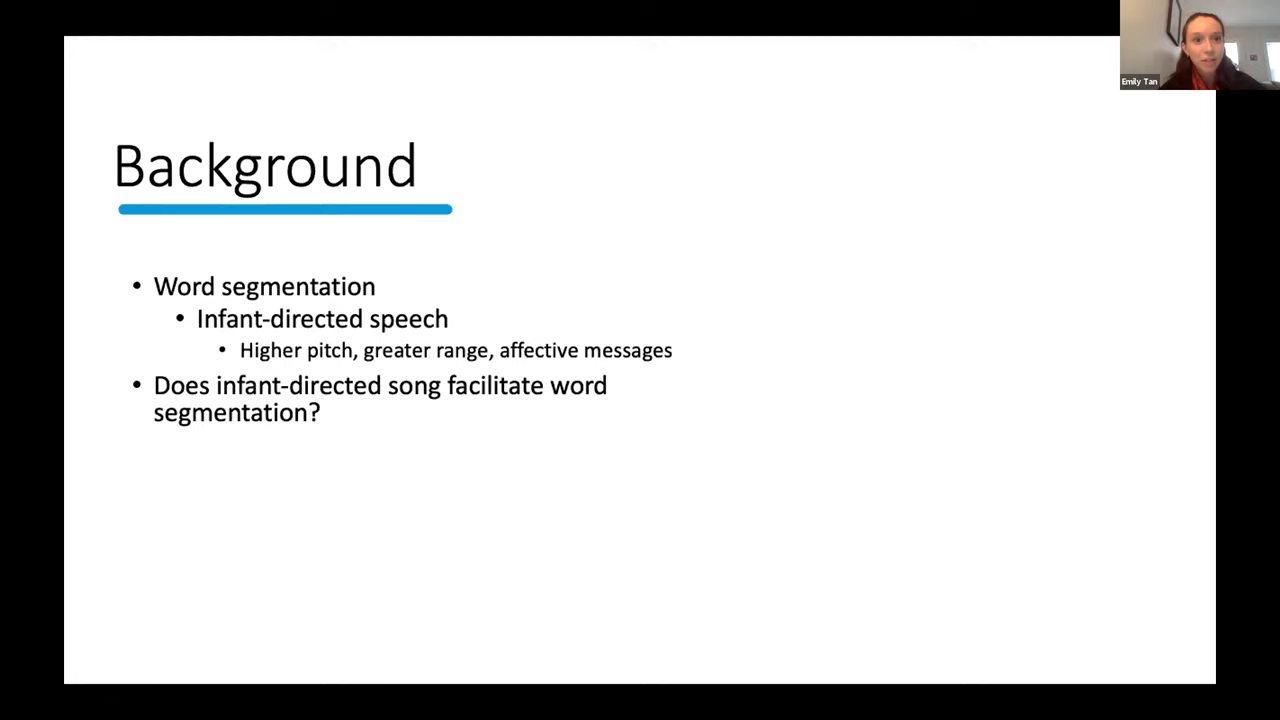 Emily Tan
Background
• Word segmentation
• Infant-directed speech
• Higher pitch, greater range, affective messages
• Does infant-directed song facilitate word
segmentation?